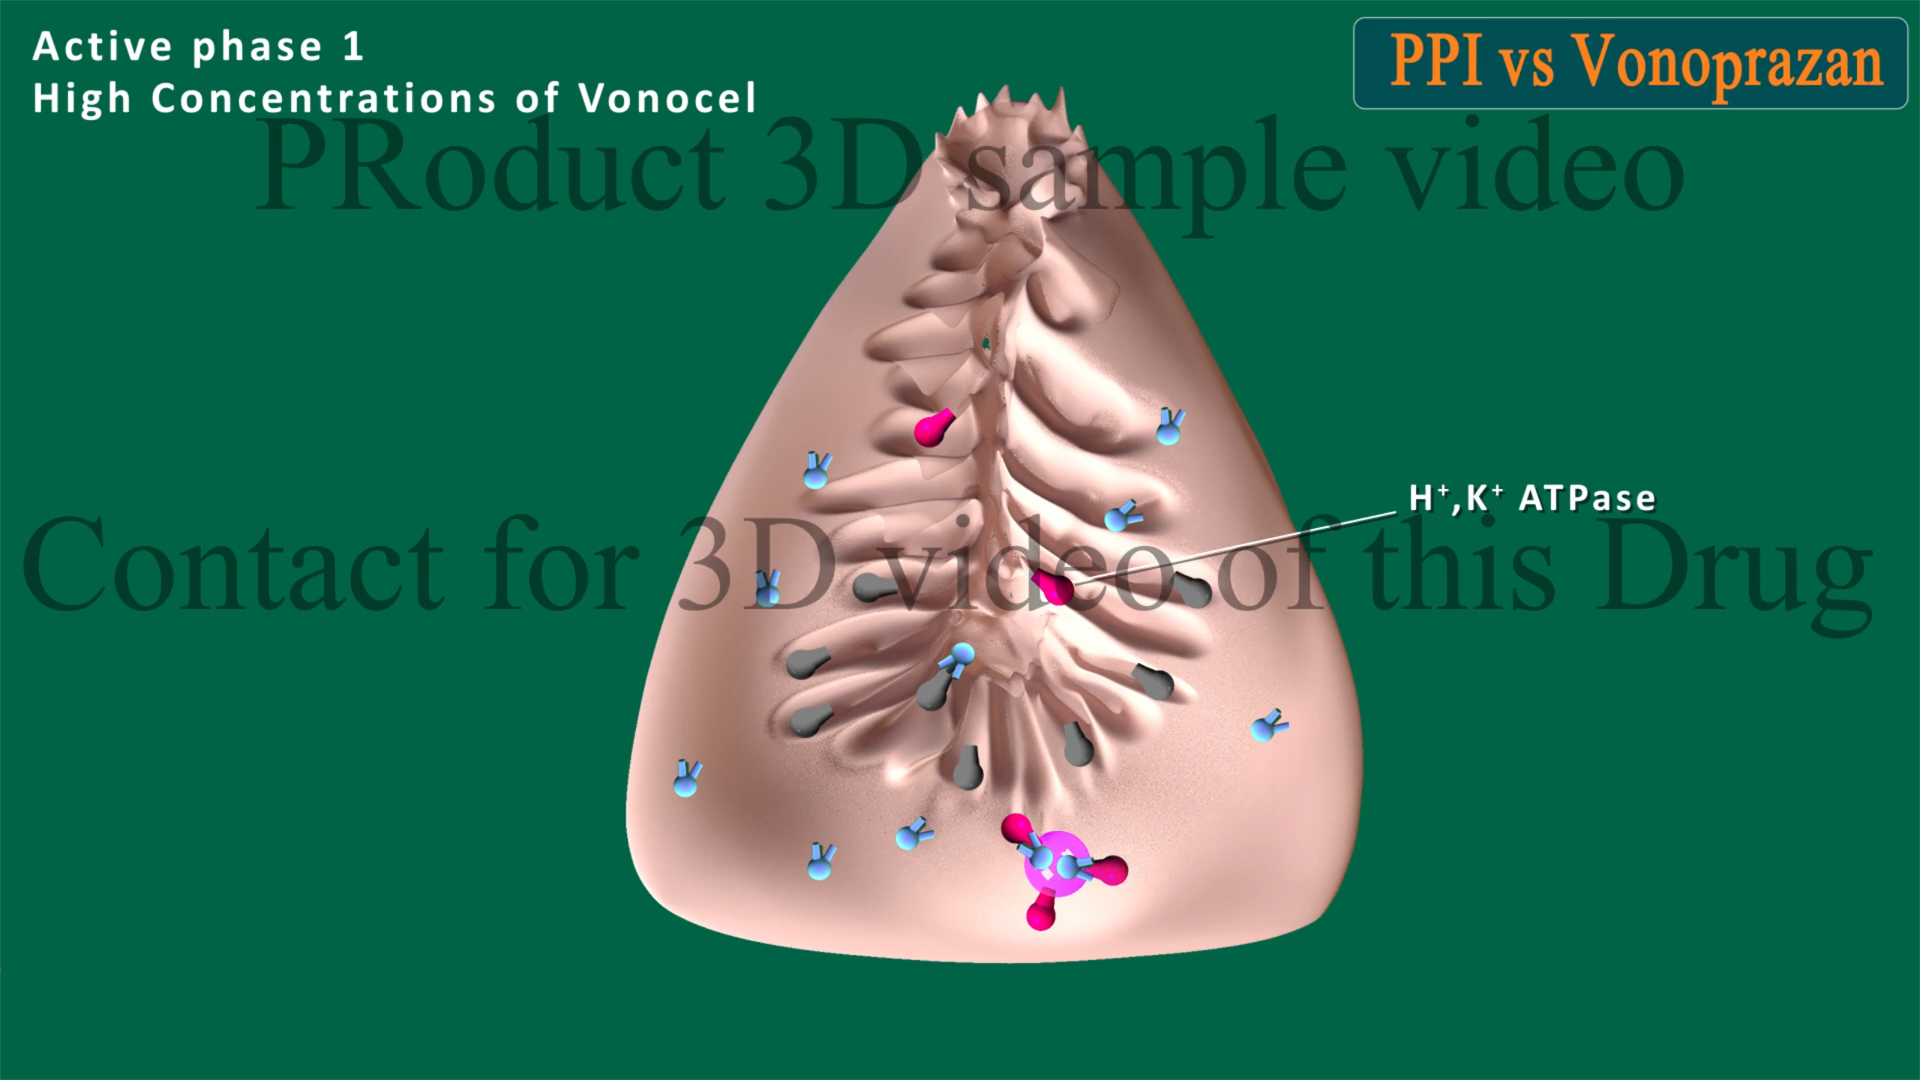 Active phase 1
High Concentrations of Vonocel
PPI vs Vonoprazan
PRoduct 3D sample video
H⁺,K⁺ ATPase
Contact for 3D video of this Drug